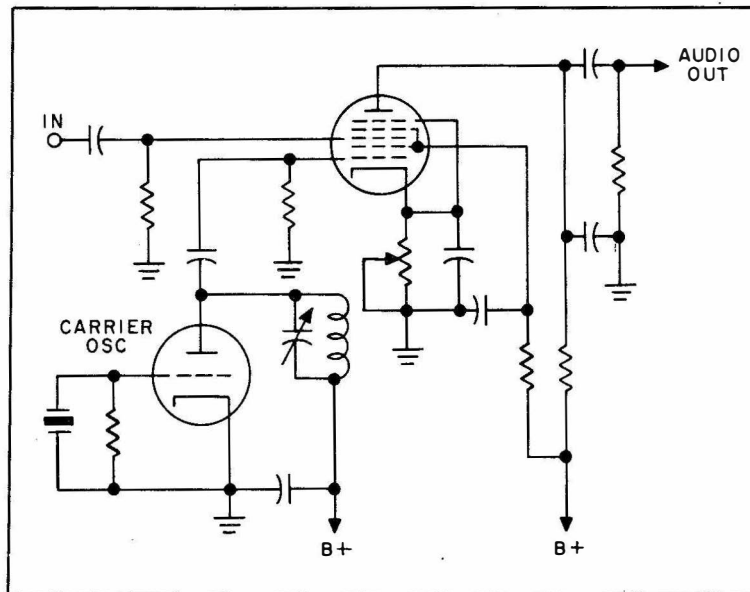 AUDIO
OUT
IN
CARRIER
OSC
B+
B+